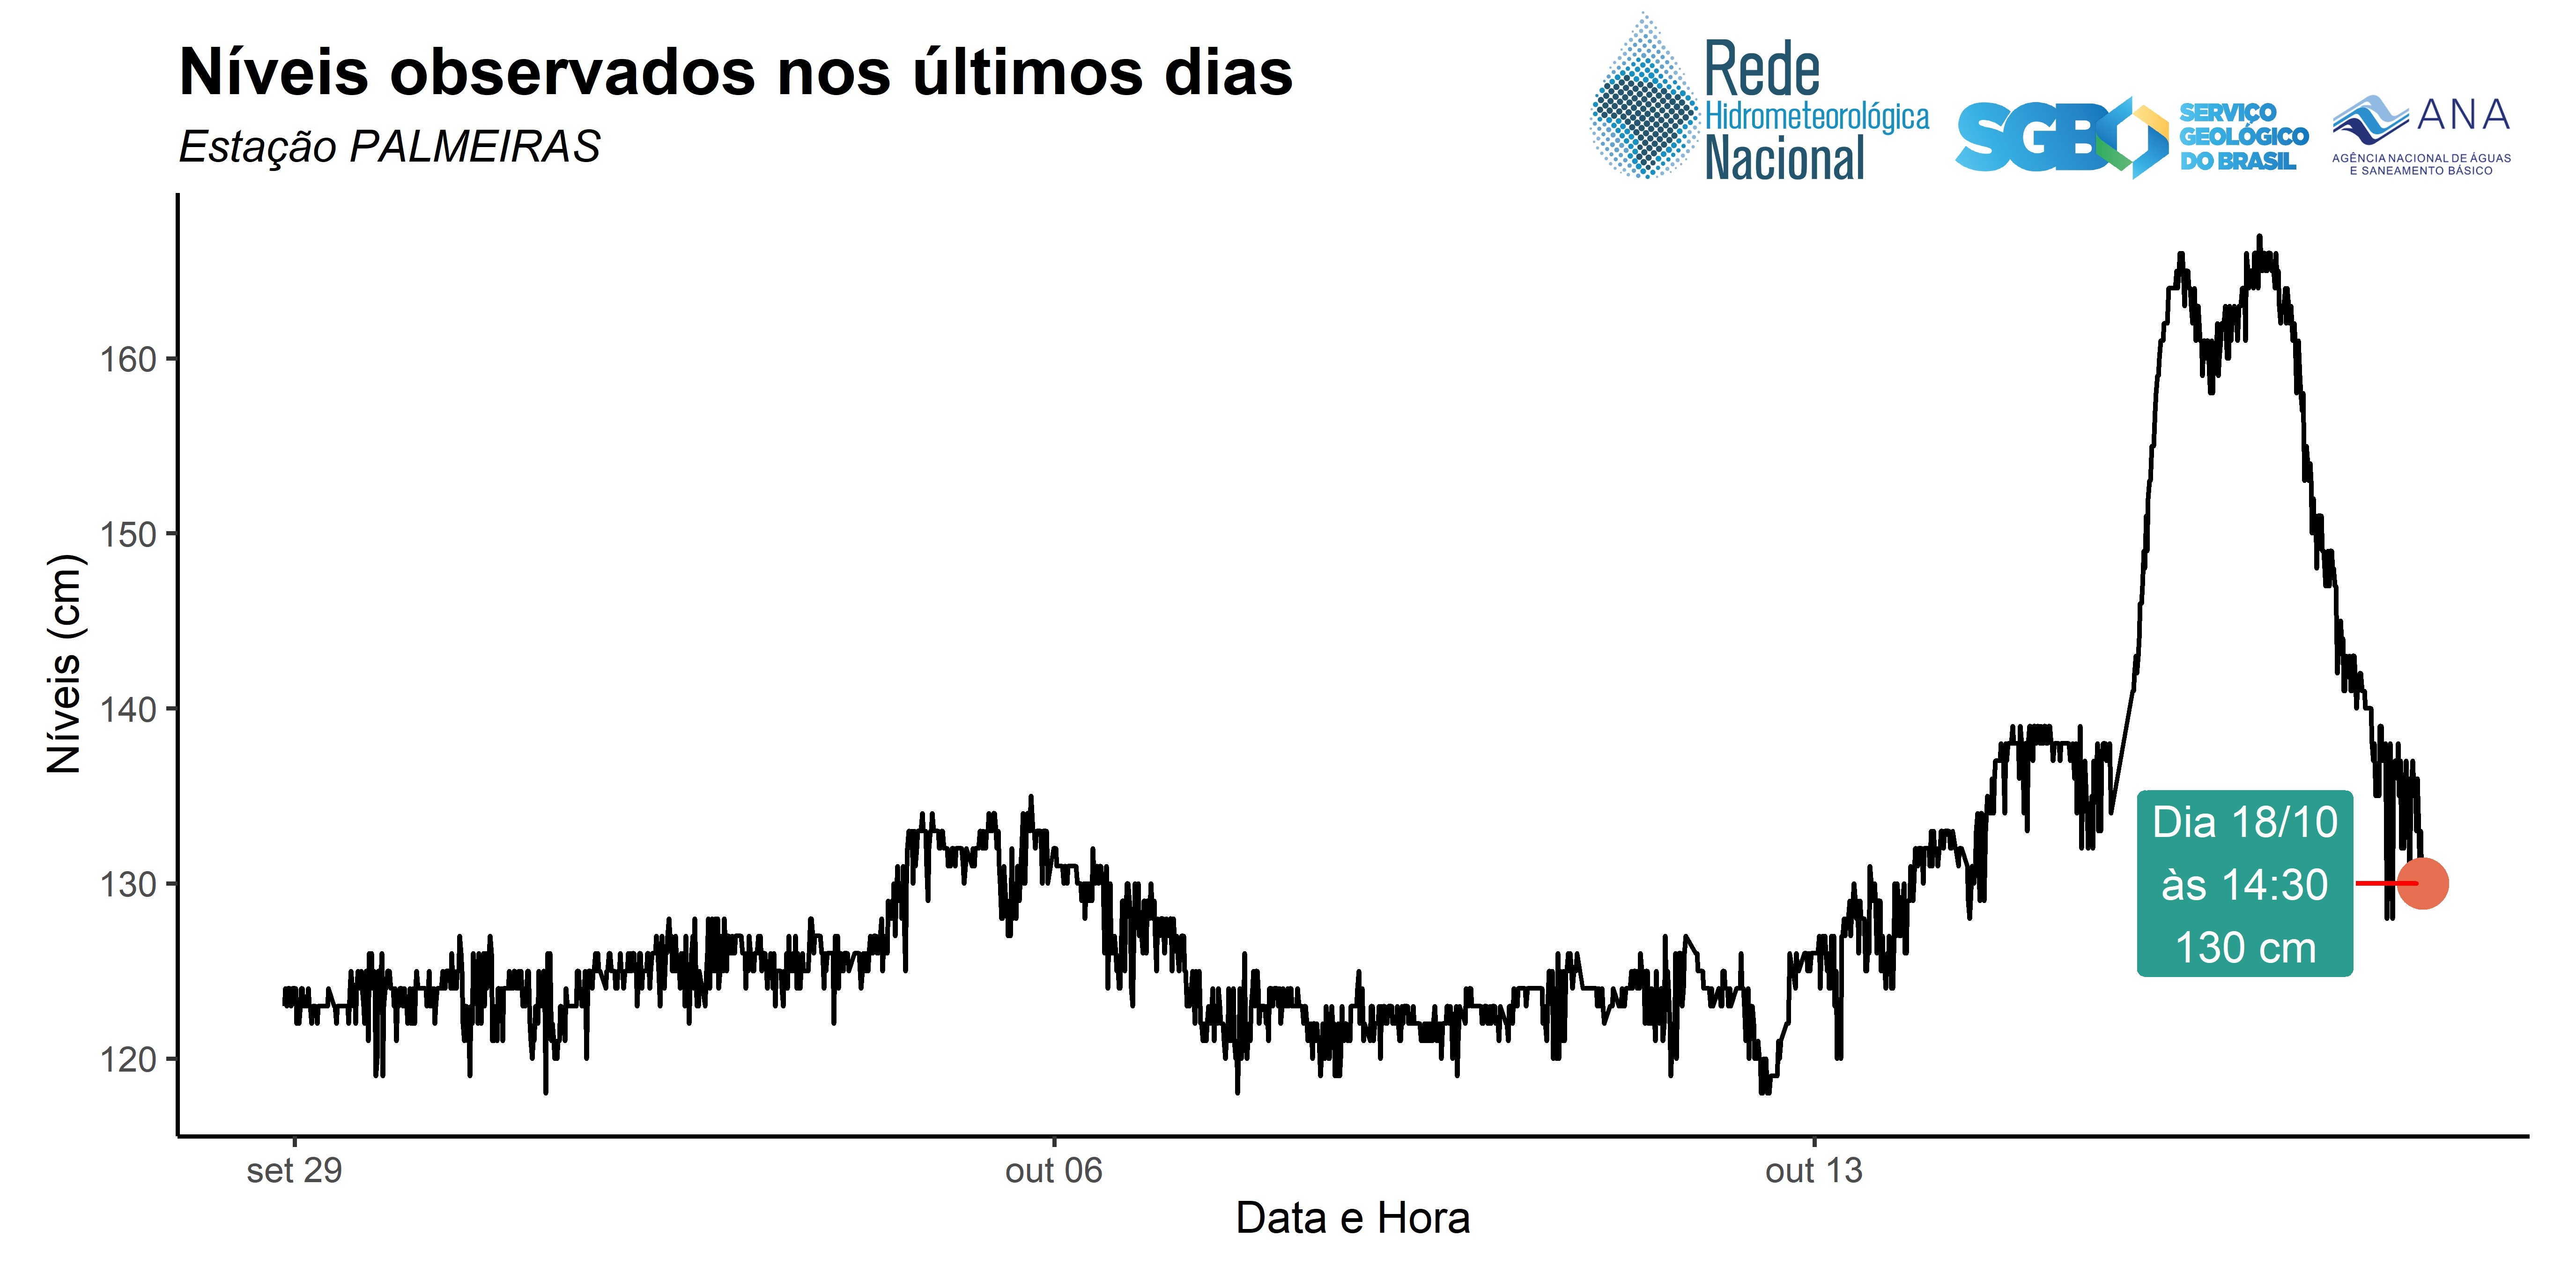 Níveis observados nos últimos dias
Estação PALMEIRAS
Rede
Hidrometeorológica
Nacional
SGB
SERVIÇO
GEOLÓGICO
DO BRASIL
ANA
AGÊNCIA NACIONAL DE ÁGUAS
E SANEAMENTO BÁSICO
Níveis (cm)
160
150
140
130
120
Dia 18/10
às 14:30
130 cm
set 29
out 06
out 13
Data e Hora